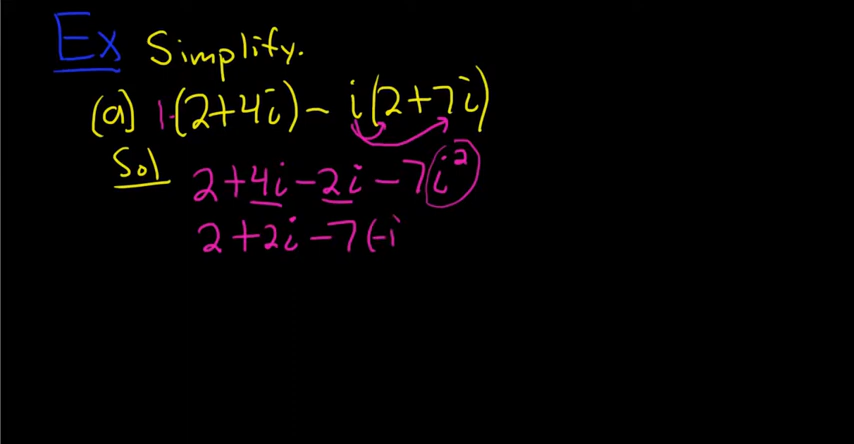 Ex Simplify.
(a) 1·(2+4i) - i(2+7i)
Sol 2+4i-2i-7i²
2+2i-7(-1